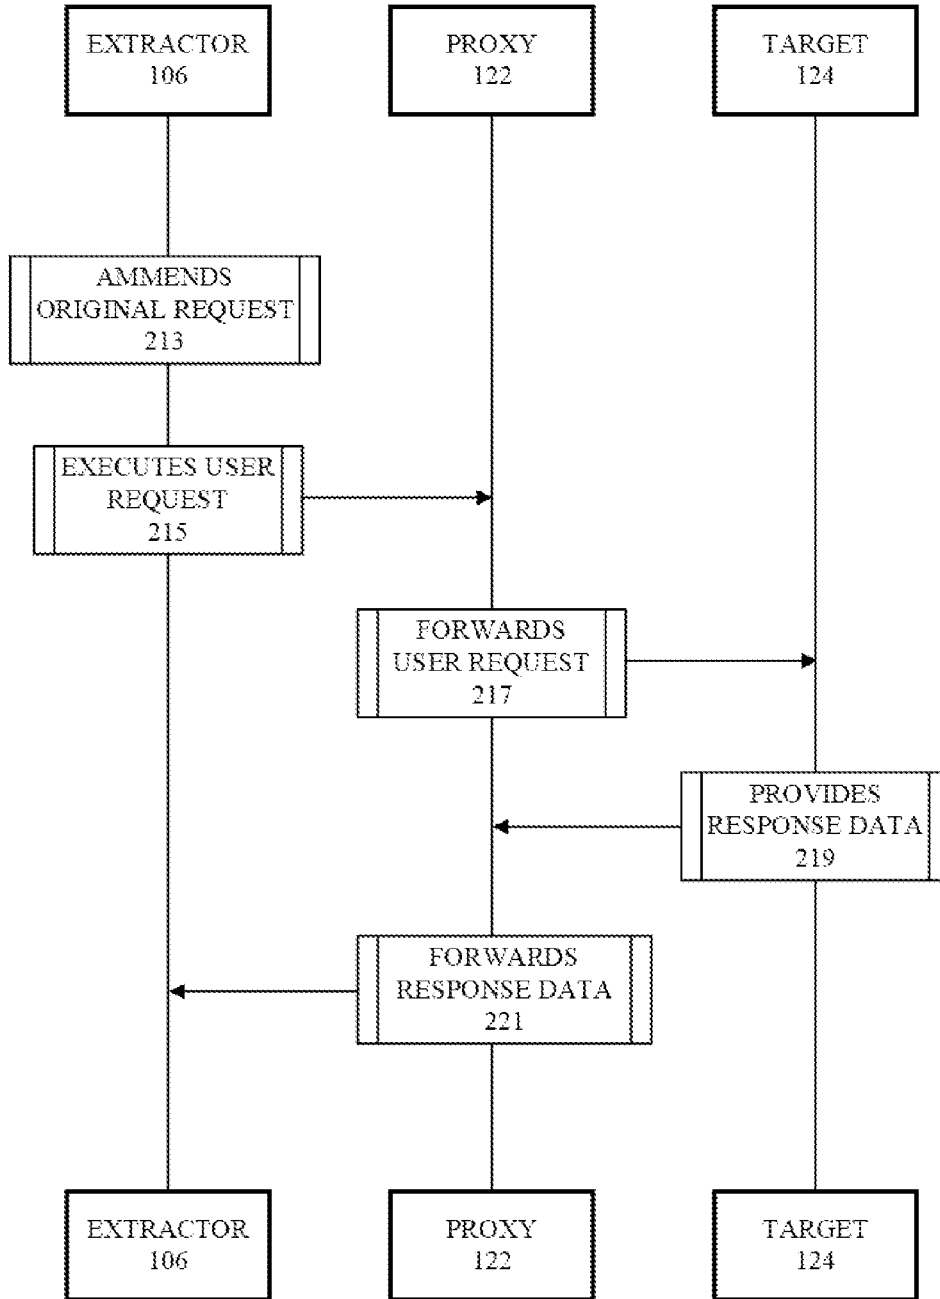 EXTRACTOR
106
PROXY
122
TARGET
124
AMMENDS
ORIGINAL REQUEST
213
EXECUTES USER
REQUEST
215
FORWARDS
USER REQUEST
217
PROVIDES
RESPONSE DATA
219
FORWARDS
RESPONSE DATA
221
EXTRACTOR
106
PROXY
122
TARGET
124